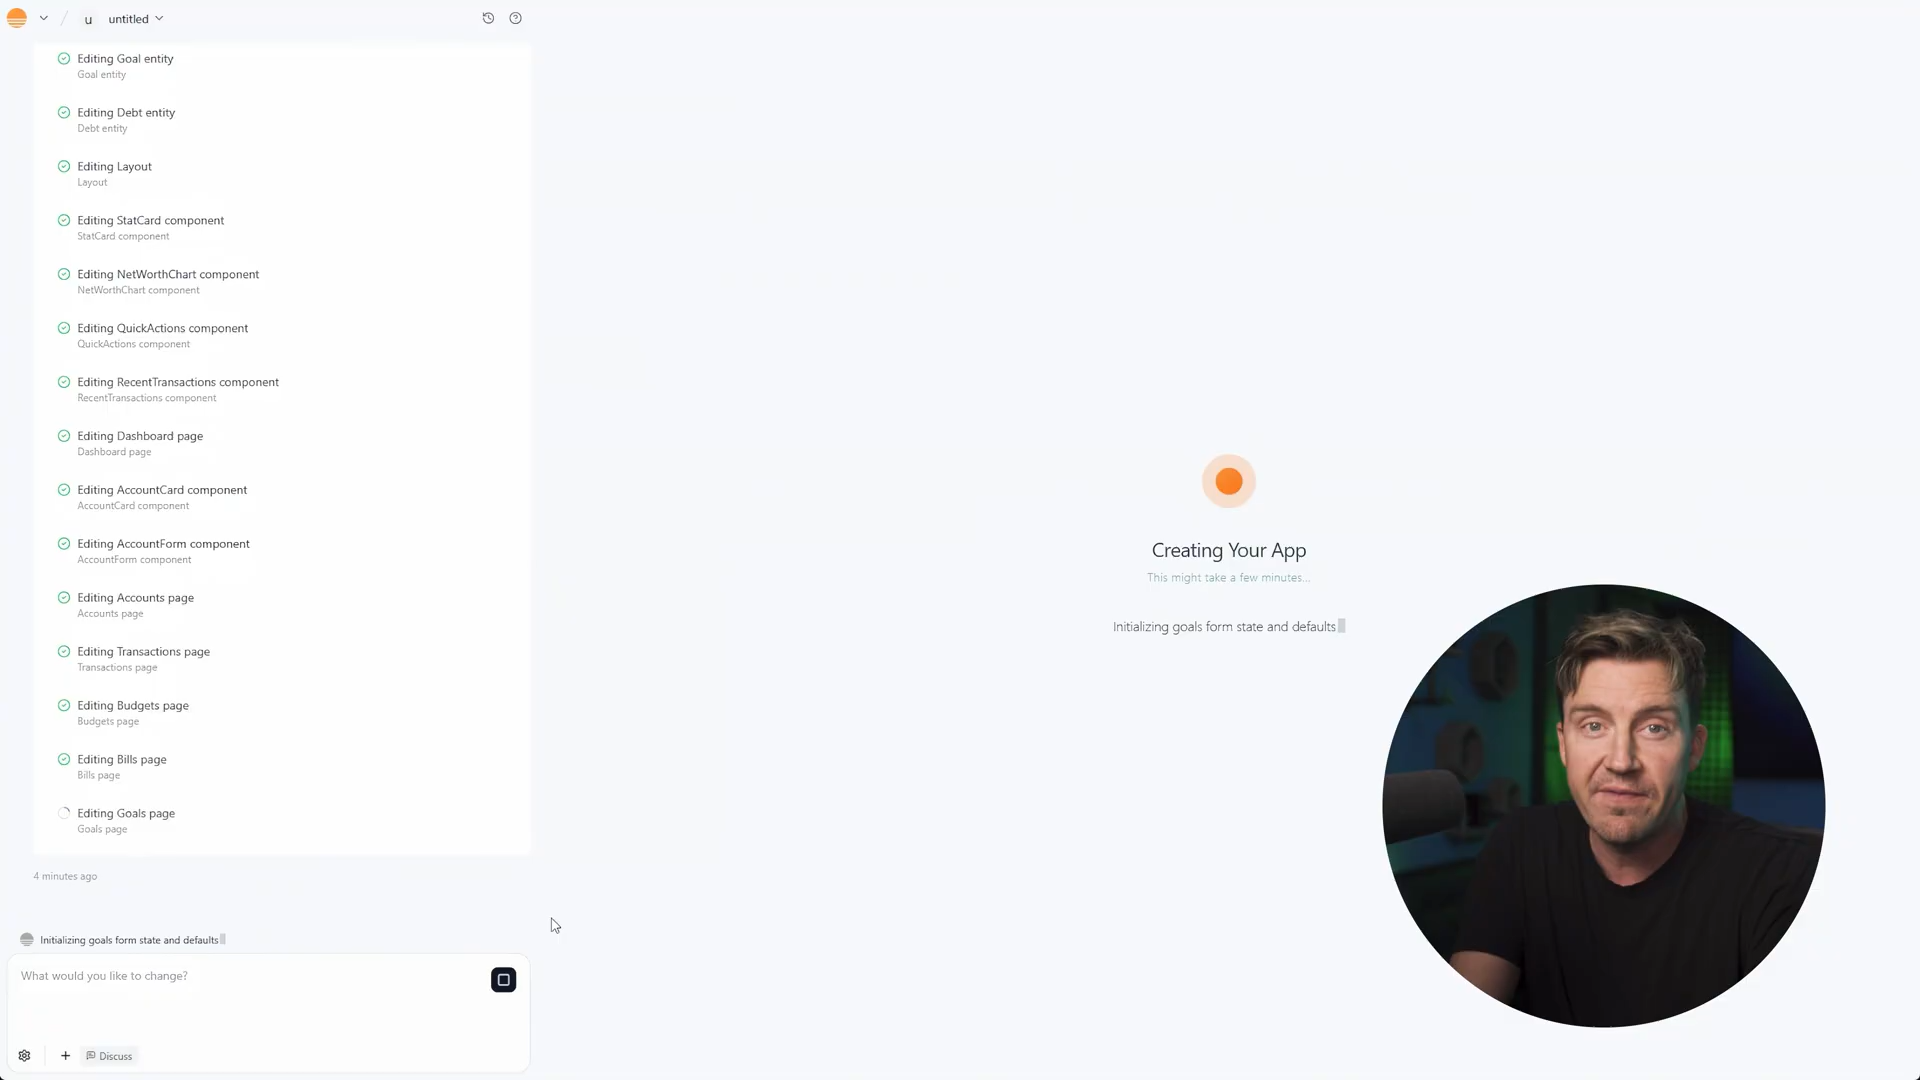 u untitled
Editing Goal entity
Goal entity
Editing Debt entity
Debt entity
Editing Layout
Layout
Editing StatCard component
StatCard component
Editing NetWorthChart component
NetWorthChart component
Editing QuickActions component
QuickActions component
Editing RecentTransactions component
RecentTransactions component
Editing Dashboard page
Dashboard page
Editing AccountCard component
AccountCard component
Editing AccountForm component
AccountForm component
Editing Accounts page
Accounts page
Editing Transactions page
Transactions page
Editing Budgets page
Budgets page
Editing Bills page
Bills page
Editing Goals page
Goals page
4 minutes ago
Initializing goals form state and defaults
What would you like to change?
Discuss
Creating Your App
This might take a few minutes...
Initializing goals form state and defaults